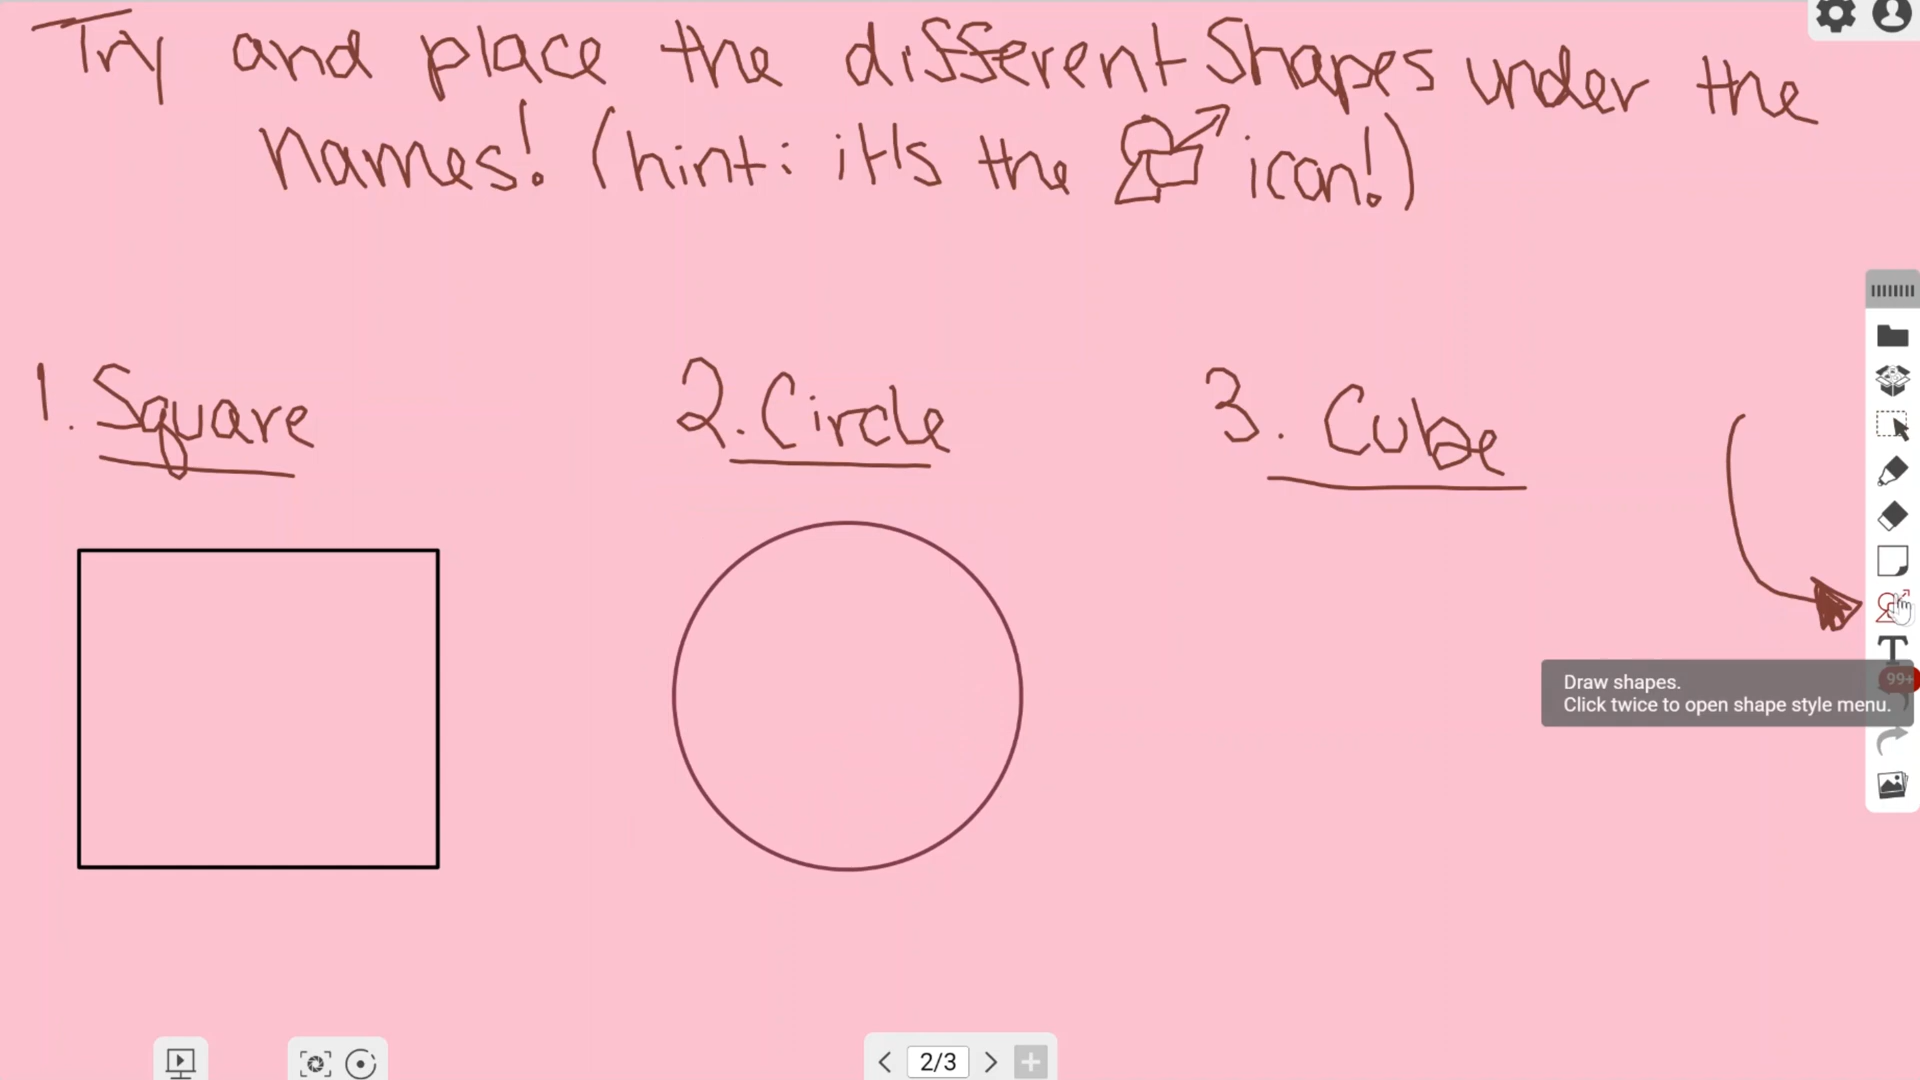 Try and place the different Shapes under the
names! (hint: it's the icon!)
1. Square
2. Circle
3. Cube
Draw shapes.
Click twice to open shape style menu.
T
99+
2/3